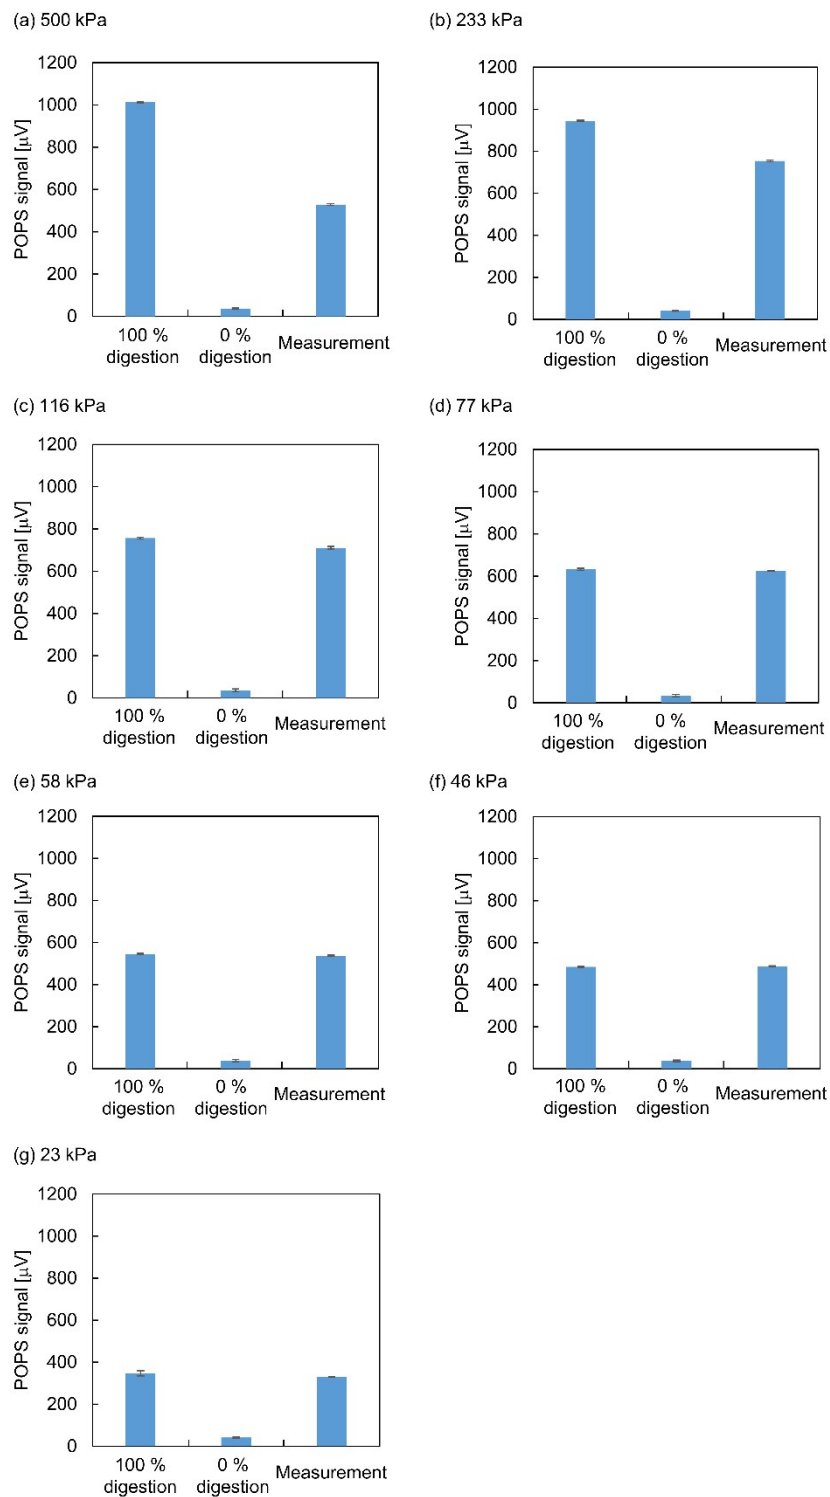 (a) 500 kPa
POPS signal [μV]
1200
1000
800
600
400
200
0
100 %
digestion
0 %
digestion
Measurement
(b) 233 kPa
POPS signal [μV]
1200
1000
800
600
400
200
0
100 %
digestion
0 %
digestion
Measurement
(c) 116 kPa
POPS signal [μV]
1200
1000
800
600
400
200
0
100 %
digestion
0 %
digestion
Measurement
(d) 77 kPa
POPS signal [μV]
1200
1000
800
600
400
200
0
100 %
digestion
0 %
digestion
Measurement
(e) 58 kPa
POPS signal [μV]
1200
1000
800
600
400
200
0
100 %
digestion
0 %
digestion
Measurement
(f) 46 kPa
POPS signal [μV]
1200
1000
800
600
400
200
0
100 %
digestion
0 %
digestion
Measurement
(g) 23 kPa
POPS signal [μV]
1200
1000
800
600
400
200
0
100 %
digestion
0 %
digestion
Measurement